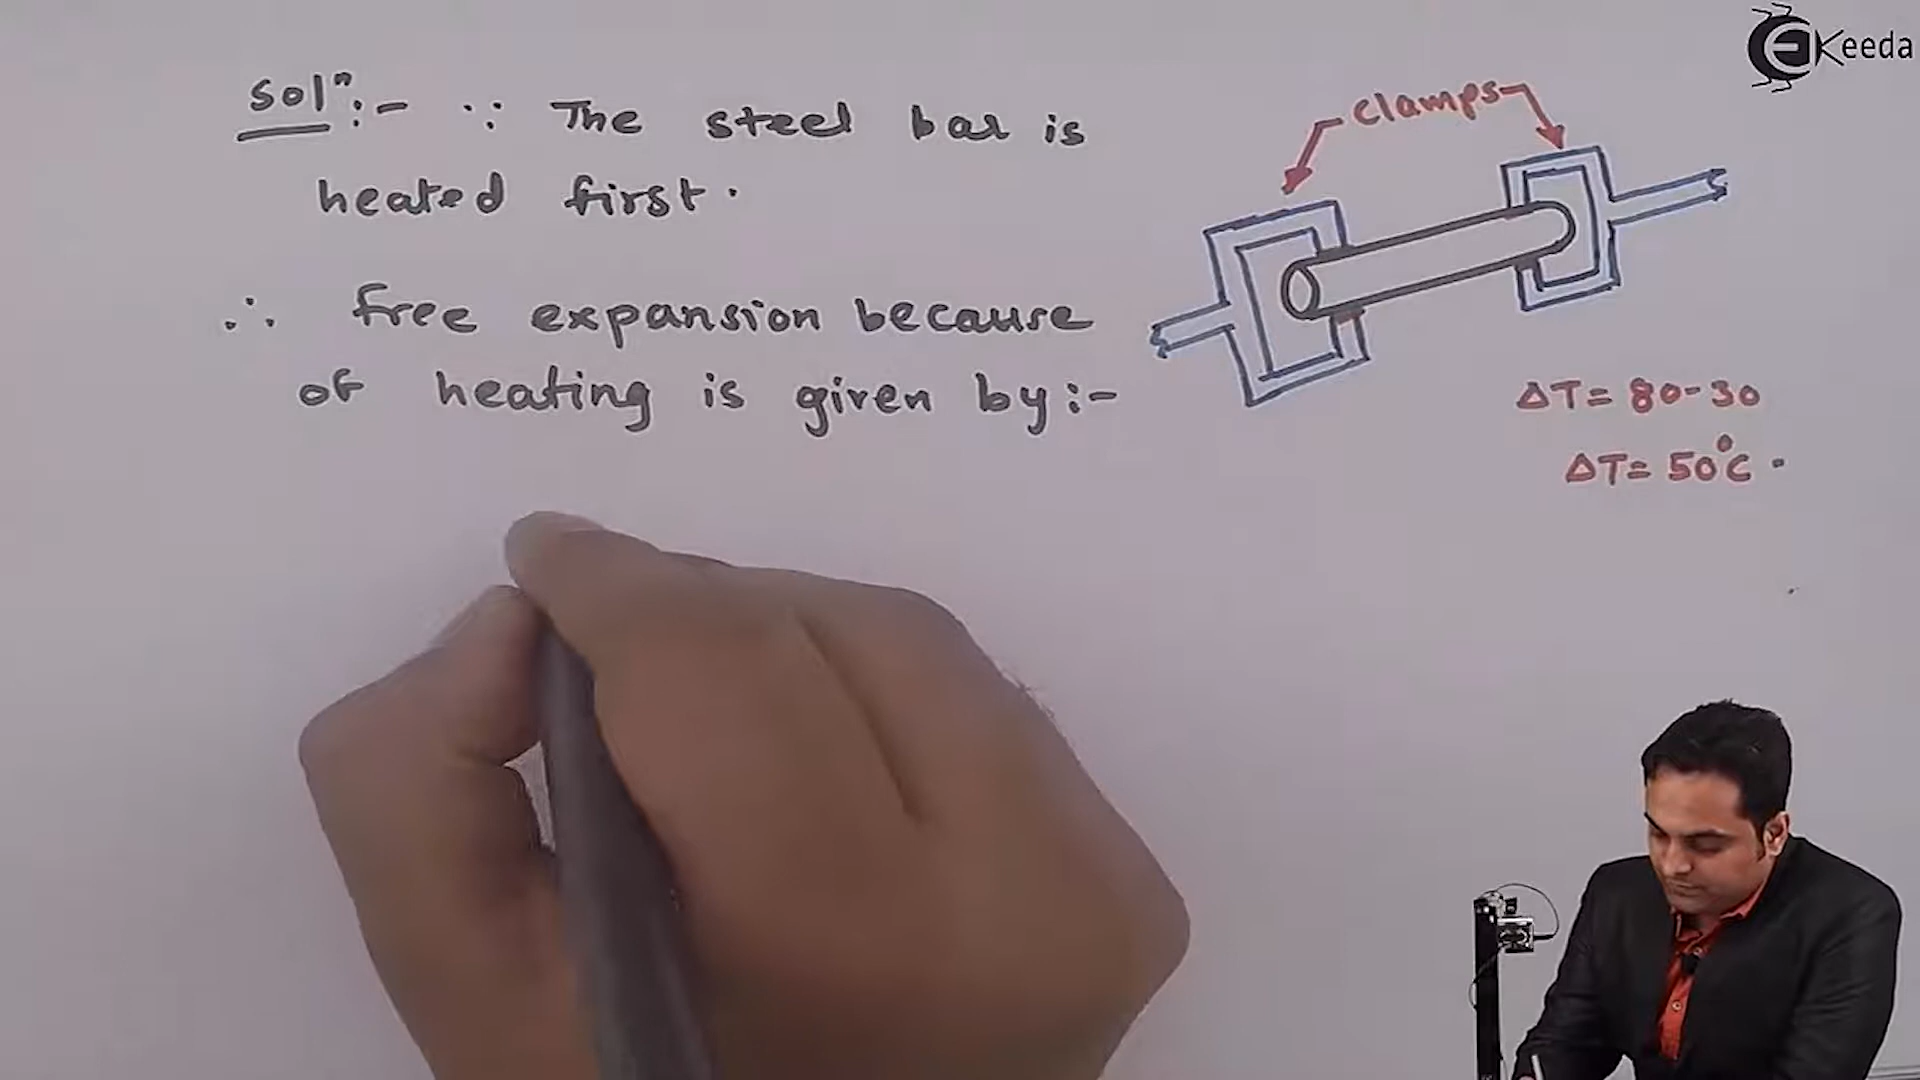 Solⁿ:- ∵ The steel bar is
heated first.
∴ free expansion because
of heating is given by:-
clamps
ΔT = 80-30
ΔT = 50°C.
Keeda